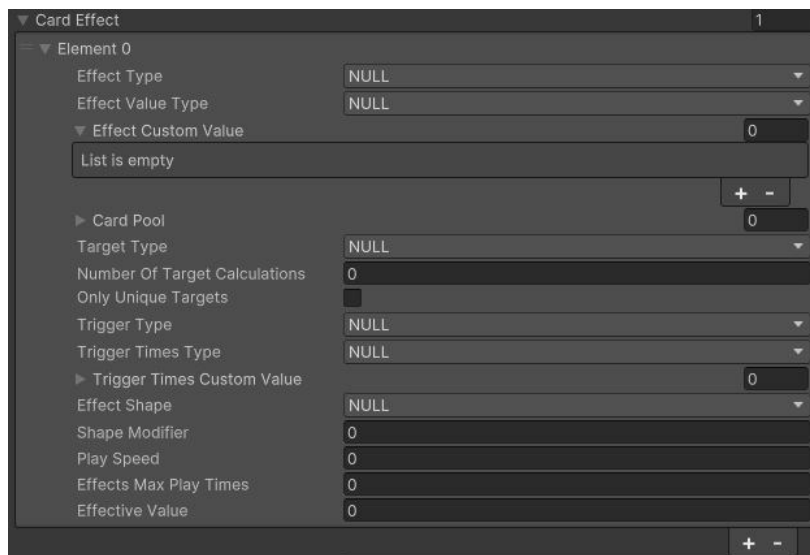 Card Effect 1
Element 0
Effect Type NULL
Effect Value Type NULL
Effect Custom Value 0
List is empty
+ -
Card Pool 0
Target Type NULL
Number Of Target Calculations 0
Only Unique Targets
Trigger Type NULL
Trigger Times Type NULL
Trigger Times Custom Value 0
Effect Shape NULL
Shape Modifier 0
Play Speed 0
Effects Max Play Times 0
Effective Value 0
+ -